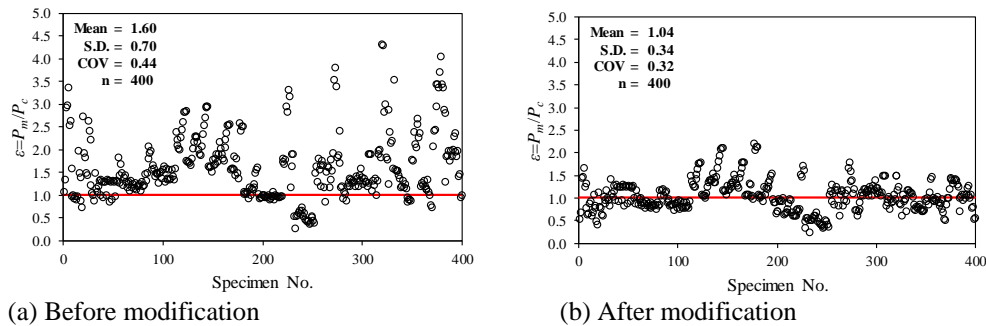 5.0
4.5
4.0
3.5
3.0
2.5
2.0
1.5
1.0
0.5
0.0
ε=Pm/Pc
Mean = 1.60
S.D. = 0.70
COV = 0.44
n = 400
0 100 200 300 400
Specimen No.
(a) Before modification
5.0
4.5
4.0
3.5
3.0
2.5
2.0
1.5
1.0
0.5
0.0
ε=Pm/Pc
Mean = 1.04
S.D. = 0.34
COV = 0.32
n = 400
0 100 200 300 400
Specimen No.
(b) After modification